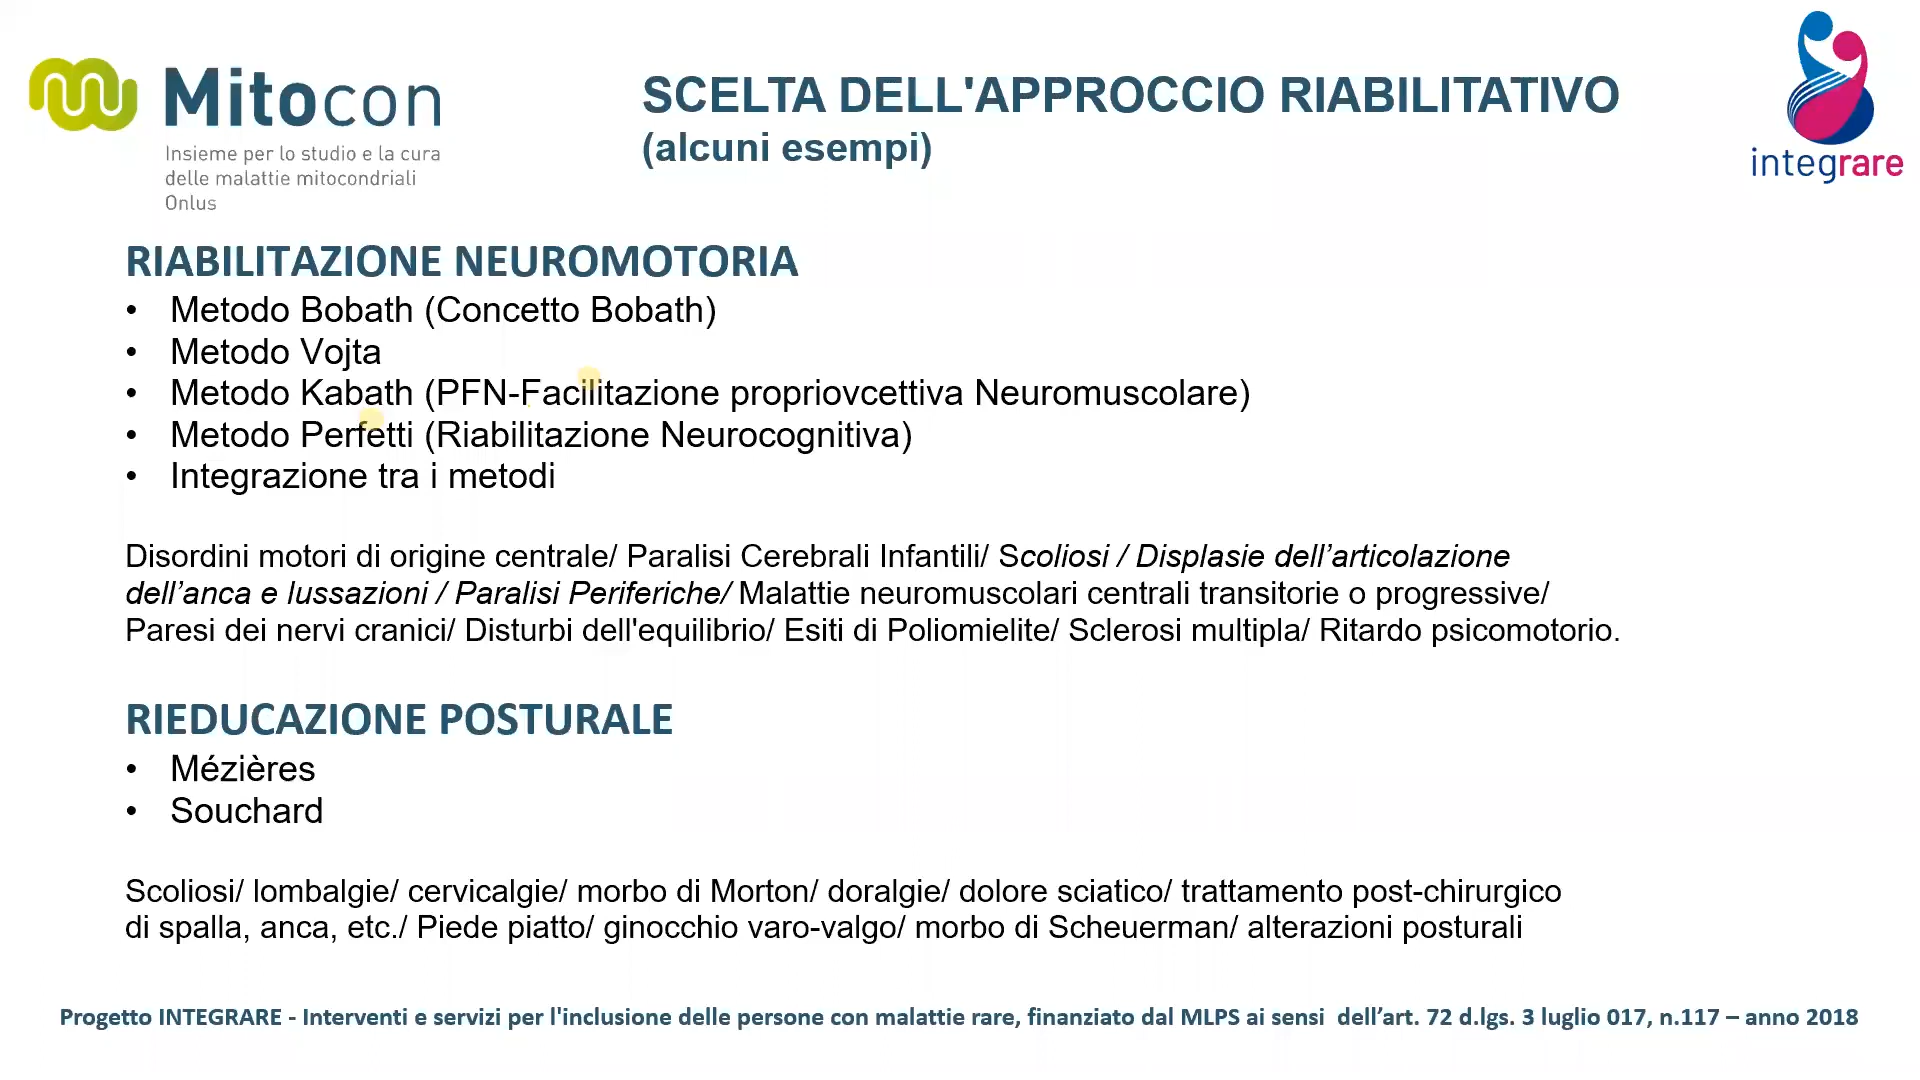 Mitocon
Insieme per lo studio e la cura
delle malattie mitocondriali
Onlus
SCELTA DELL'APPROCCIO RIABILITATIVO
(alcuni esempi)
integrare
RIABILITAZIONE NEUROMOTORIA
• Metodo Bobath (Concetto Bobath)
• Metodo Vojta
• Metodo Kabath (PFN-Facilitazione propriovcettiva Neuromuscolare)
• Metodo Perfetti (Riabilitazione Neurocognitiva)
• Integrazione tra i metodi
Disordini motori di origine centrale/ Paralisi Cerebrali Infantili/ Scoliosi / Displasie dell’articolazione
dell’anca e lussazioni / Paralisi Periferiche/ Malattie neuromuscolari centrali transitorie o progressive/
Paresi dei nervi cranici/ Disturbi dell'equilibrio/ Esiti di Poliomielite/ Sclerosi multipla/ Ritardo psicomotorio.
RIEDUCAZIONE POSTURALE
• Mézières
• Souchard
Scoliosi/ lombalgie/ cervicalgie/ morbo di Morton/ doralgie/ dolore sciatico/ trattamento post-chirurgico
di spalla, anca, etc./ Piede piatto/ ginocchio varo-valgo/ morbo di Scheuerman/ alterazioni posturali
Progetto INTEGRARE - Interventi e servizi per l'inclusione delle persone con malattie rare, finanziato dal MLPS ai sensi  dell’art. 72 d.lgs. 3 luglio 017, n.117 – anno 2018